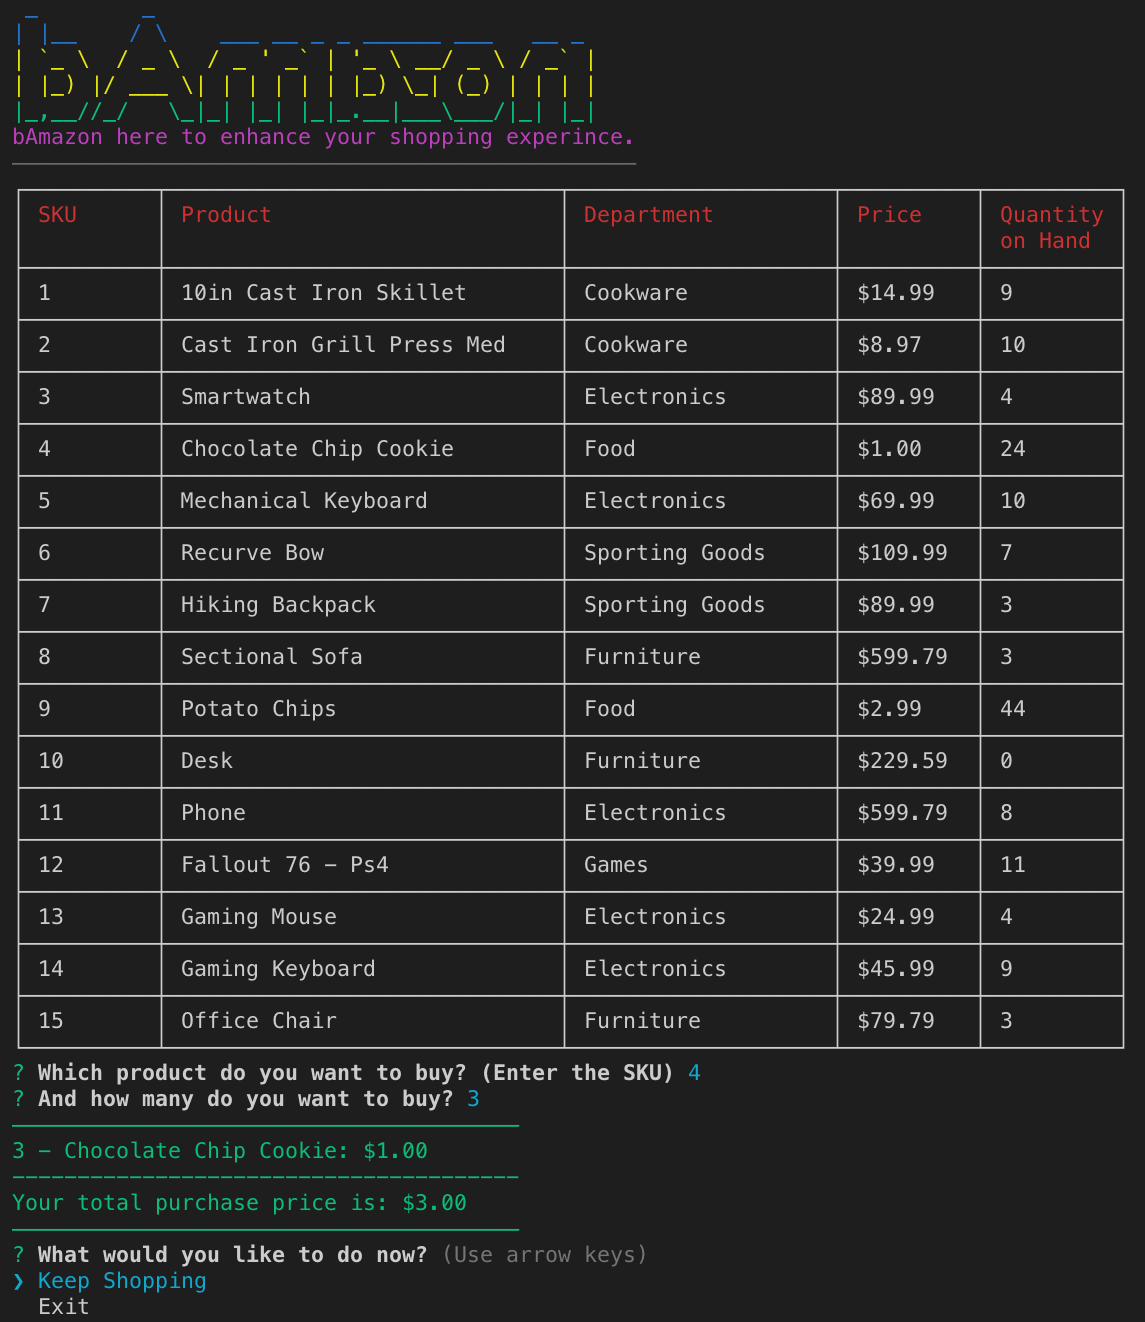 bAmazon
bAmazon here to enhance your shopping experince.
SKU Product Department Price Quantity on Hand
1 10in Cast Iron Skillet Cookware $14.99 9
2 Cast Iron Grill Press Med Cookware $8.97 10
3 Smartwatch Electronics $89.99 4
4 Chocolate Chip Cookie Food $1.00 24
5 Mechanical Keyboard Electronics $69.99 10
6 Recurve Bow Sporting Goods $109.99 7
7 Hiking Backpack Sporting Goods $89.99 3
8 Sectional Sofa Furniture $599.79 3
9 Potato Chips Food $2.99 44
10 Desk Furniture $229.59 0
11 Phone Electronics $599.79 8
12 Fallout 76 - Ps4 Games $39.99 11
13 Gaming Mouse Electronics $24.99 4
14 Gaming Keyboard Electronics $45.99 9
15 Office Chair Furniture $79.79 3
? Which product do you want to buy? (Enter the SKU) 4
? And how many do you want to buy? 3
3 - Chocolate Chip Cookie: $1.00
Your total purchase price is: $3.00
? What would you like to do now? (Use arrow keys)
❯ Keep Shopping
Exit